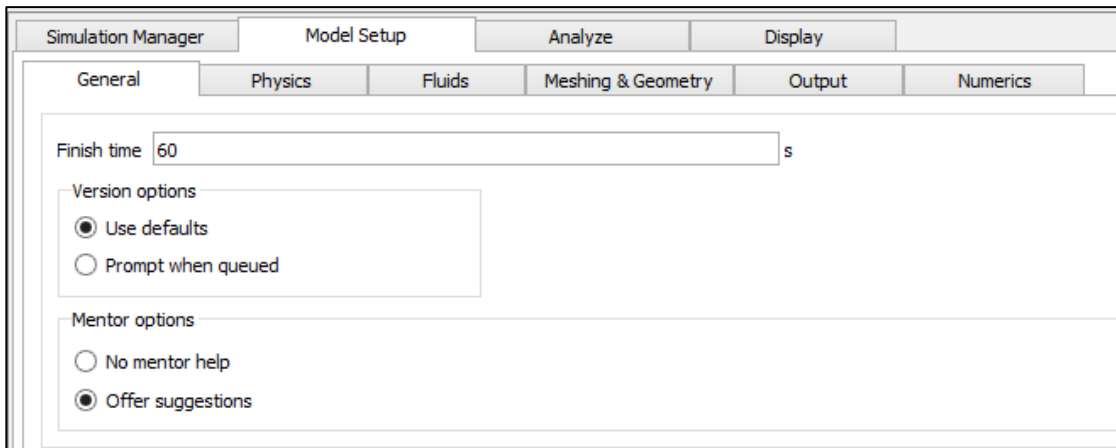 Simulation Manager Model Setup Analyze Display
General Physics Fluids Meshing & Geometry Output Numerics
Finish time 60 s
Version options
Use defaults
Prompt when queued
Mentor options
No mentor help
Offer suggestions